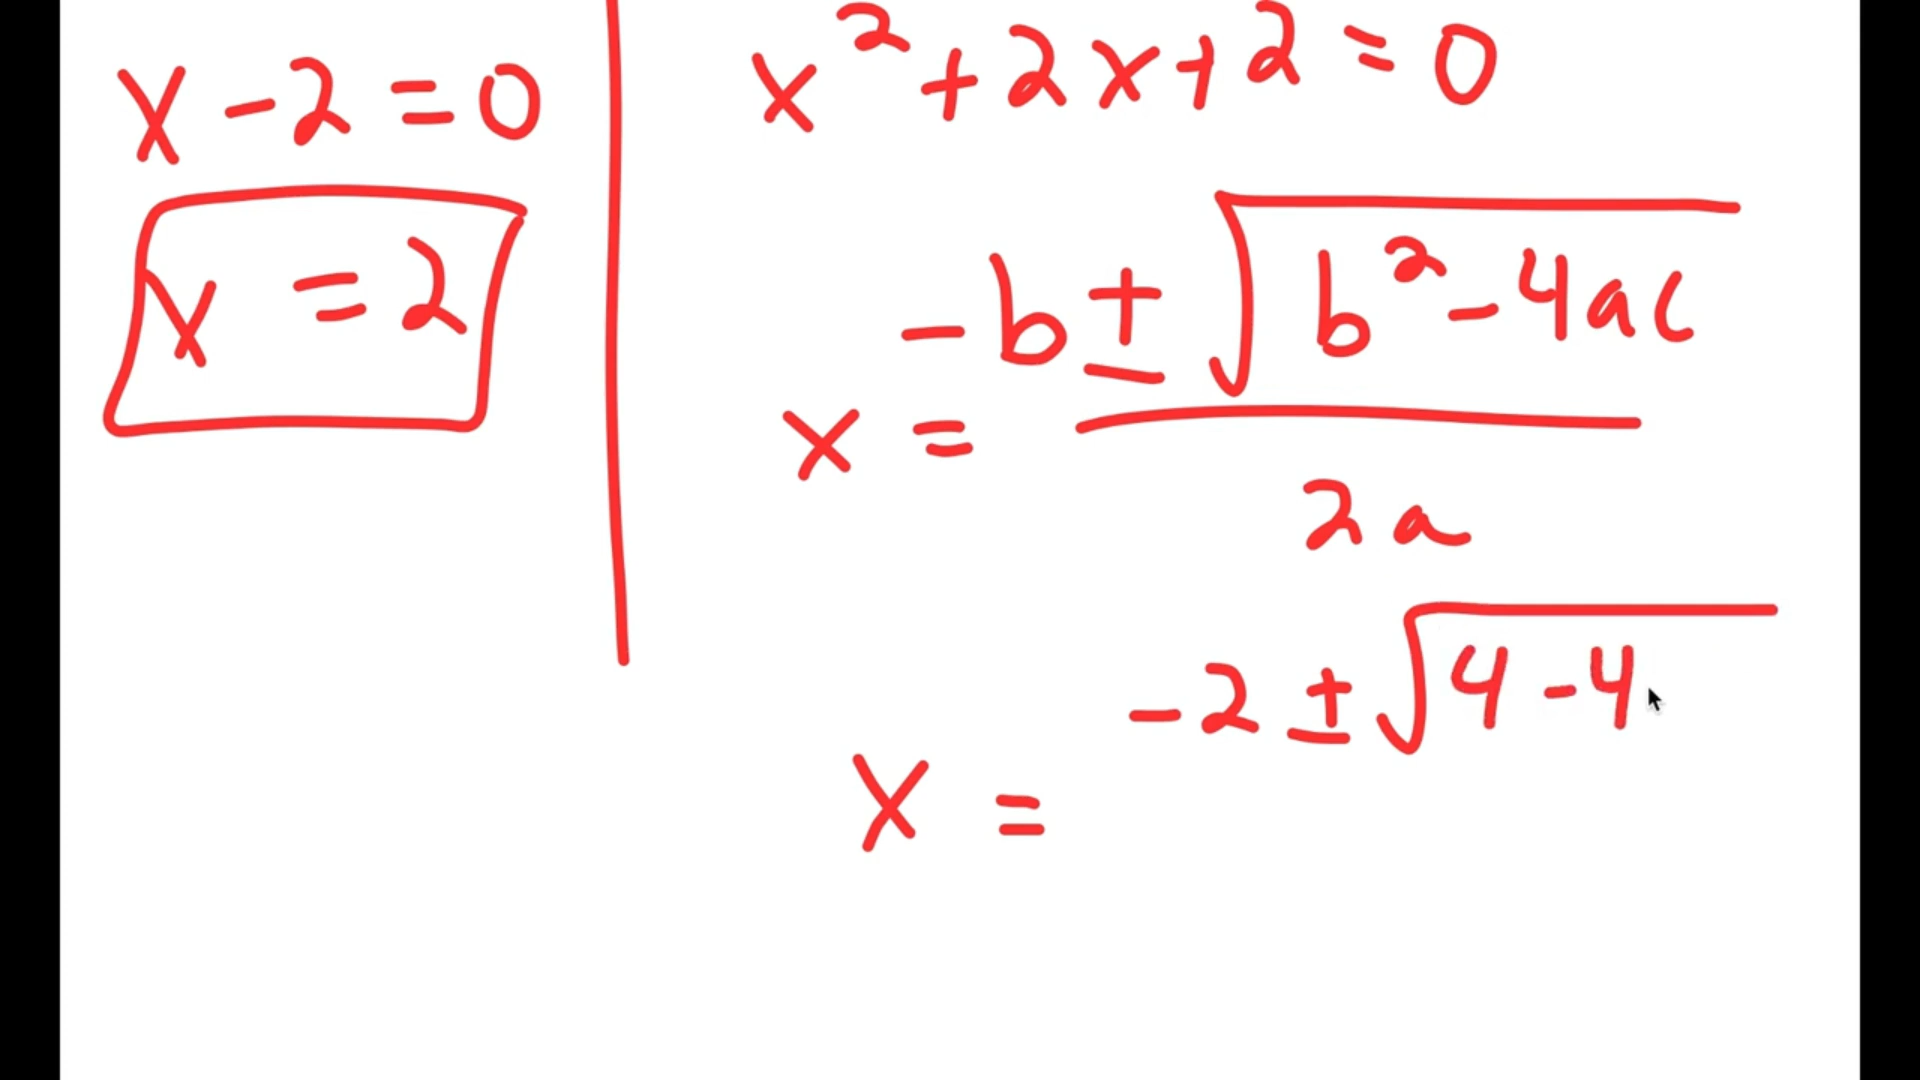 x - 2 = 0
x = 2
x² + 2x + 2 = 0
x = (-b ± √(b² - 4ac)) / 2a
x = -2 ± √(4 - 4